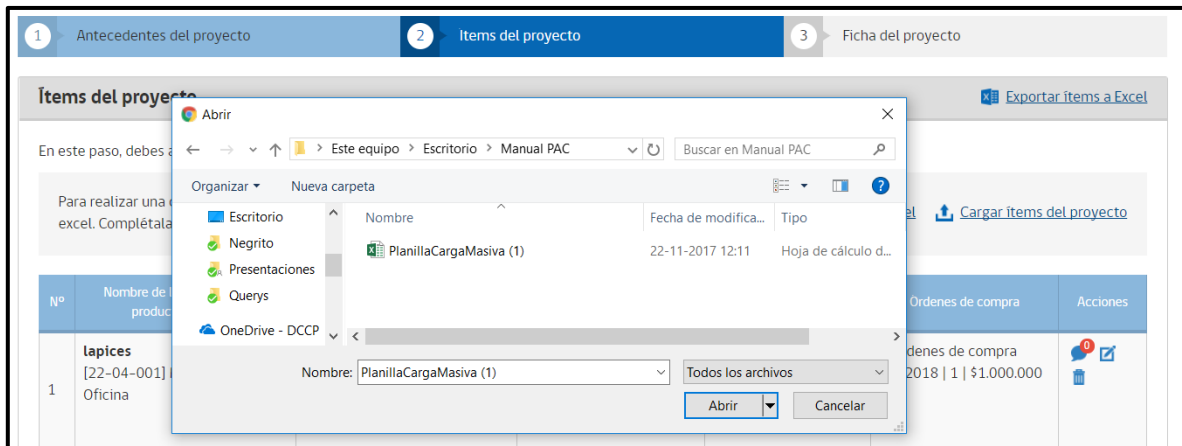 1 Antecedentes del proyecto
2 Items del proyecto
3 Ficha del proyecto
Ítems del proyecto
Exportar ítems a Excel
En este paso, debes
Para realizar una
excel. Complétala
Cargar ítems del proyecto
Abrir
Este equipo > Escritorio > Manual PAC
Buscar en Manual PAC
Organizar
Nueva carpeta
?
Escritorio
Negrito
Presentaciones
Querys
OneDrive - DCCP
Nombre
Fecha de modifica...
Tipo
PlanillaCargaMasiva (1)
22-11-2017 12:11
Hoja de cálculo d...
Nombre: PlanillaCargaMasiva (1)
Todos los archivos
Abrir
Cancelar
Nº
Nombre de
produc
Ordenes de compra
Acciones
1
lapices
[22-04-001]
Oficina
denes de compra
2018 | 1 | $1.000.000
0